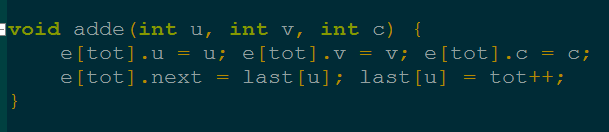 void adde(int u, int v, int c) {
    e[tot].u = u; e[tot].v = v; e[tot].c = c;
    e[tot].next = last[u]; last[u] = tot++;
}